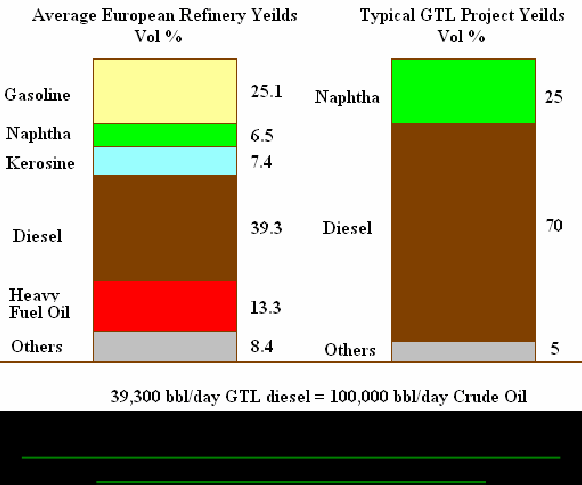 Average European Refinery Yeilds
Vol %
Gasoline 25.1
Naphtha 6.5
Kerosine 7.4
Diesel 39.3
Heavy
Fuel Oil 13.3
Others 8.4
Typical GTL Project Yeilds
Vol %
Naphtha 25
Diesel 70
Others 5
39,300 bbl/day GTL diesel = 100,000 bbl/day Crude Oil